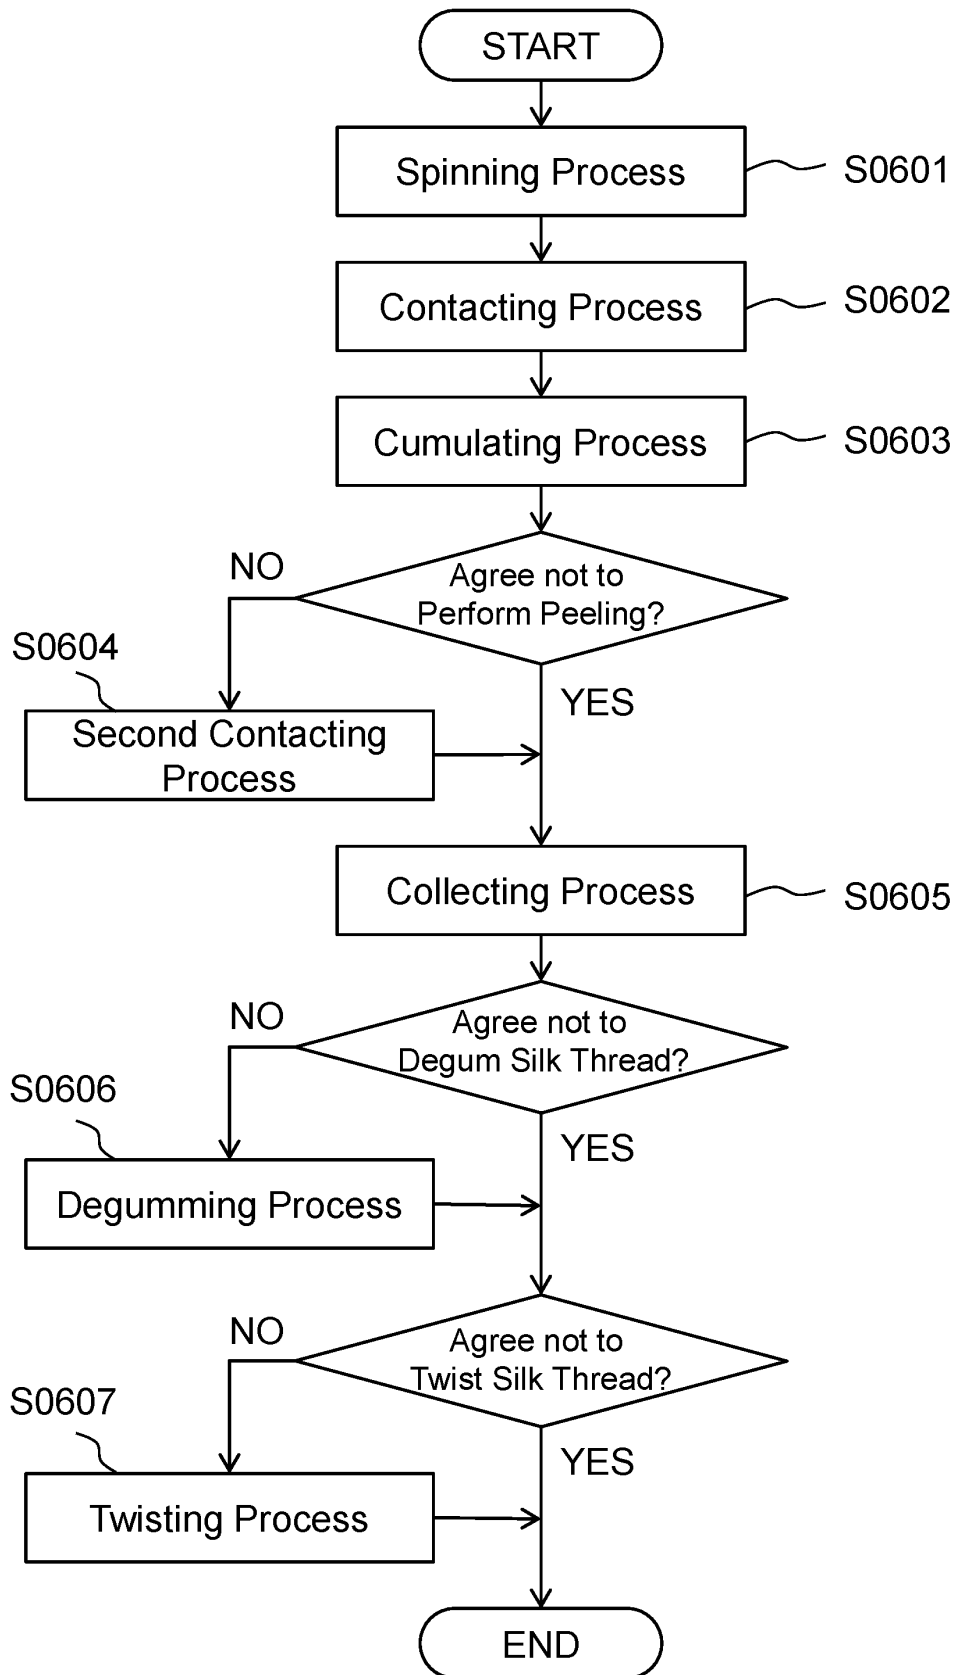 START
Spinning Process
S0601
Contacting Process
S0602
Cumulating Process
S0603
Agree not to
Perform Peeling?
NO
YES
S0604
Second Contacting
Process
Collecting Process
S0605
Agree not to
Degum Silk Thread?
NO
YES
S0606
Degumming Process
Agree not to
Twist Silk Thread?
NO
YES
S0607
Twisting Process
END